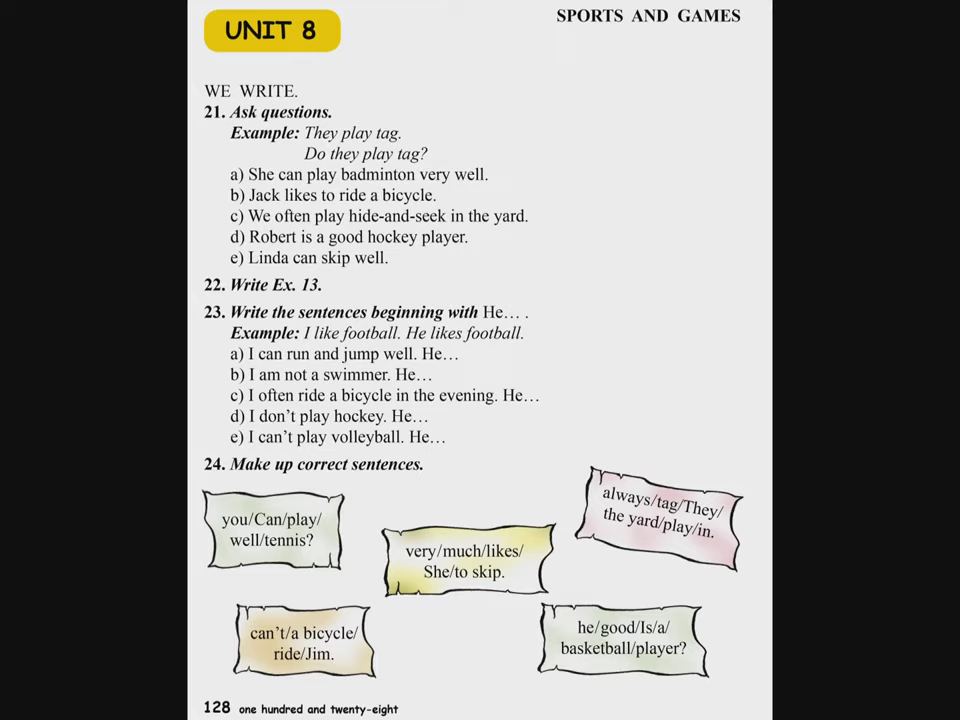 UNIT 8
SPORTS AND GAMES
WE WRITE.
21. Ask questions.
Example: They play tag.
Do they play tag?
a) She can play badminton very well.
b) Jack likes to ride a bicycle.
c) We often play hide-and-seek in the yard.
d) Robert is a good hockey player.
e) Linda can skip well.
22. Write Ex. 13.
23. Write the sentences beginning with He… .
Example: I like football. He likes football.
a) I can run and jump well. He…
b) I am not a swimmer. He…
c) I often ride a bicycle in the evening. He…
d) I don’t play hockey. He…
e) I can’t play volleyball. He…
24. Make up correct sentences.
you/Can/play/
well/tennis?
very/much/likes/
She/to skip.
always/tag/They/
the yard/play/in.
can’t/a bicycle/
ride/Jim.
he/good/Is/a/
basketball/player?
128 one hundred and twenty-eight